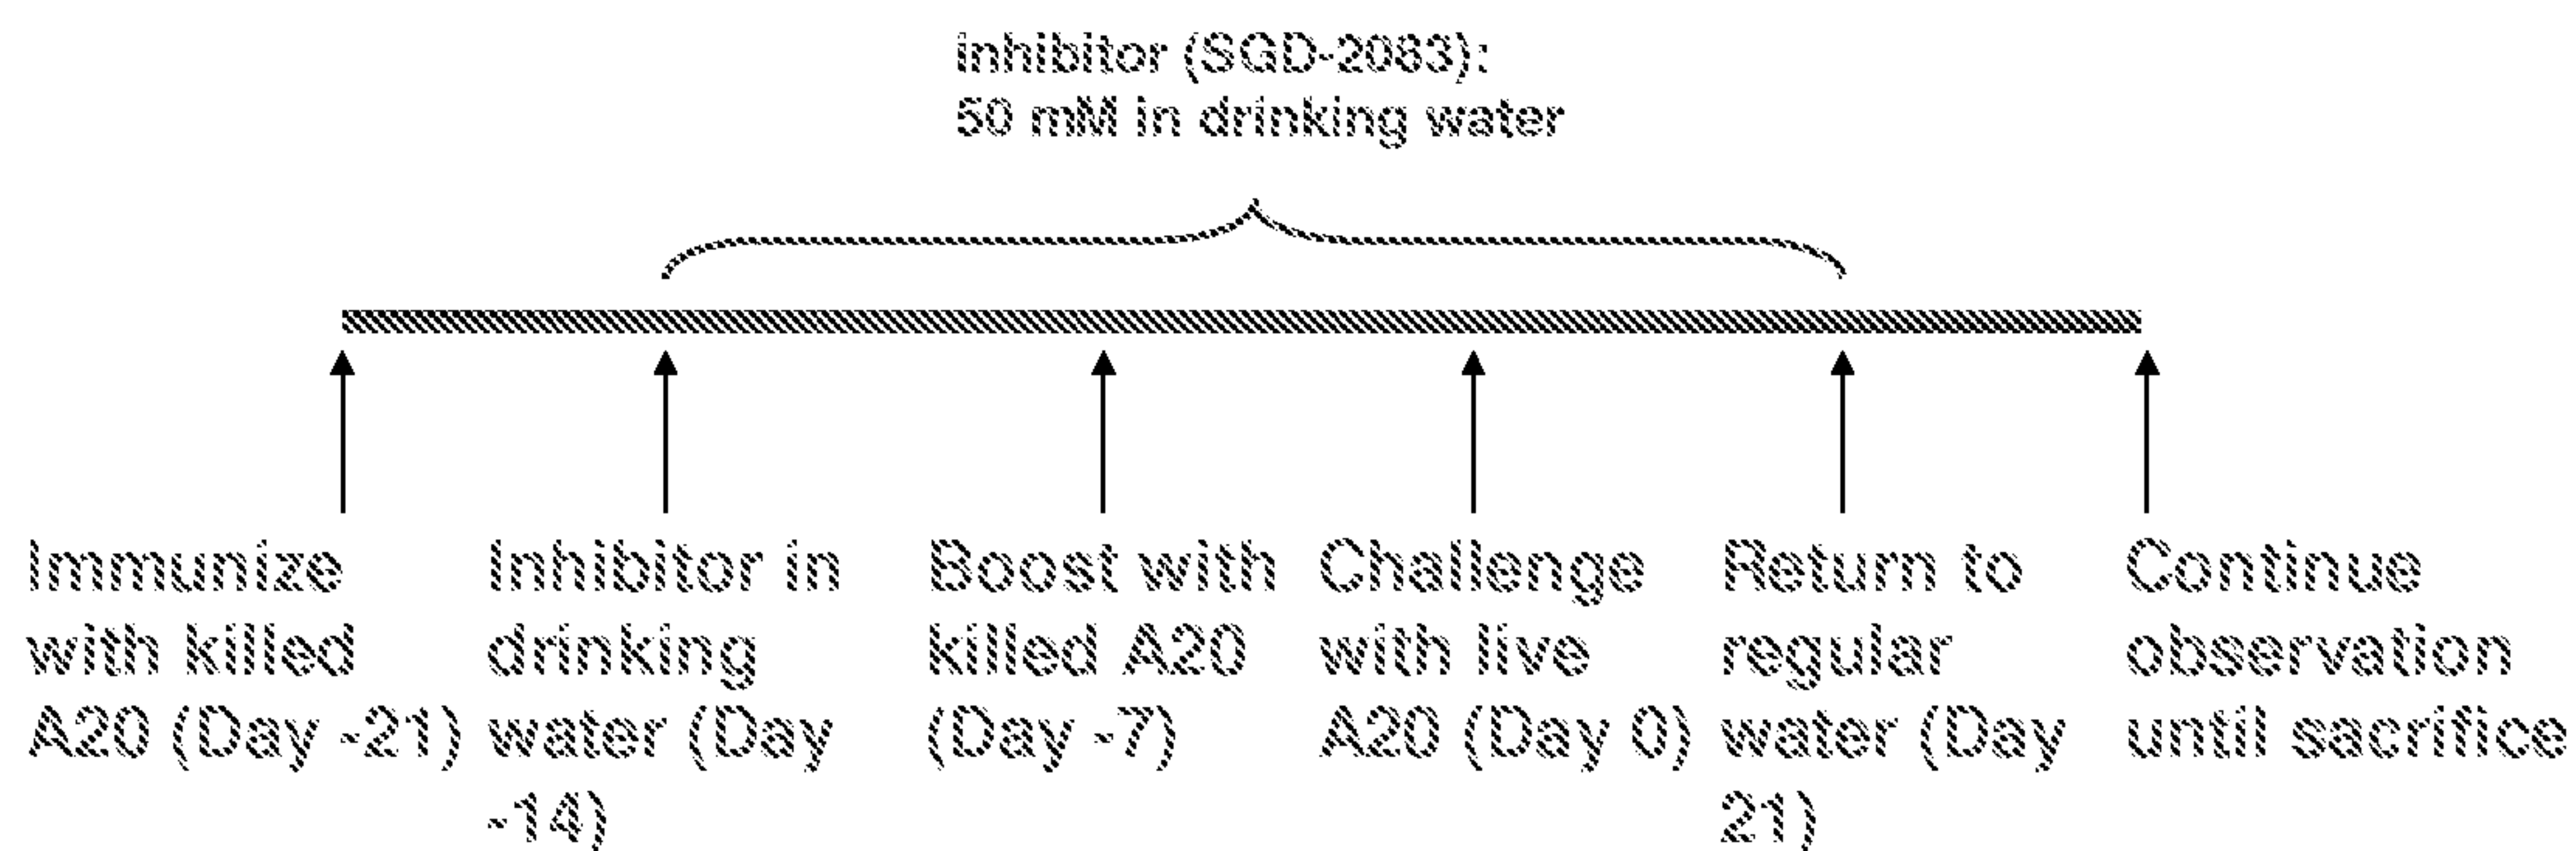 inhibitor (SGD-2083):
50 mM in drinking water
Immunize
with killed
A20 (Day -21)
Inhibitor in
drinking
water (Day
-14)
Boost with
killed A20
(Day -7)
Challenge
with live
A20 (Day 0)
Return to
regular
water (Day
21)
Continue
observation
until sacrifice